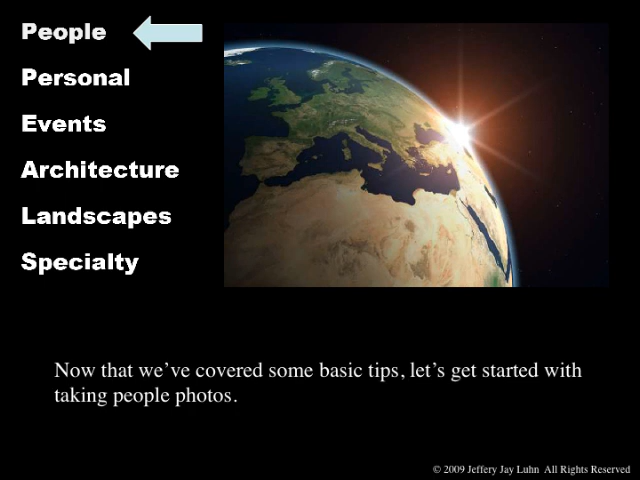 People
Personal
Events
Architecture
Landscapes
Specialty
Now that we’ve covered some basic tips, let’s get started with
taking people photos.
© 2009 Jeffery Jay Luhn  All Rights Reserved